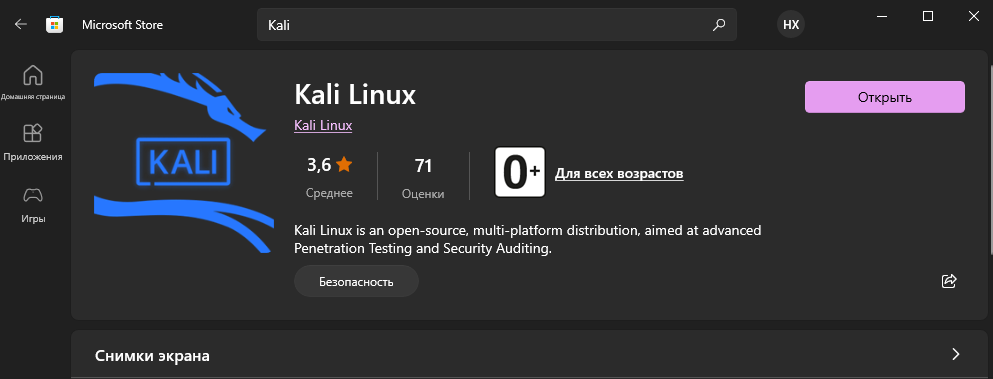 Microsoft Store
Kali
HX
Домашняя страница
Приложения
Игры
KALI
Kali Linux
Kali Linux
Открыть
3,6
Среднее
71
Оценки
0+
Для всех возрастов
Kali Linux is an open-source, multi-platform distribution, aimed at advanced
Penetration Testing and Security Auditing.
Безопасность
Снимки экрана